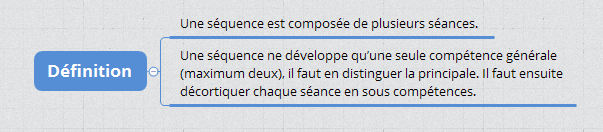 Une séquence est composée de plusieurs séances.
Définition
Une séquence ne développe qu'une seule compétence générale
(maximum deux), il faut en distinguer la principale. Il faut ensuite
décortiquer chaque séance en sous compétences.